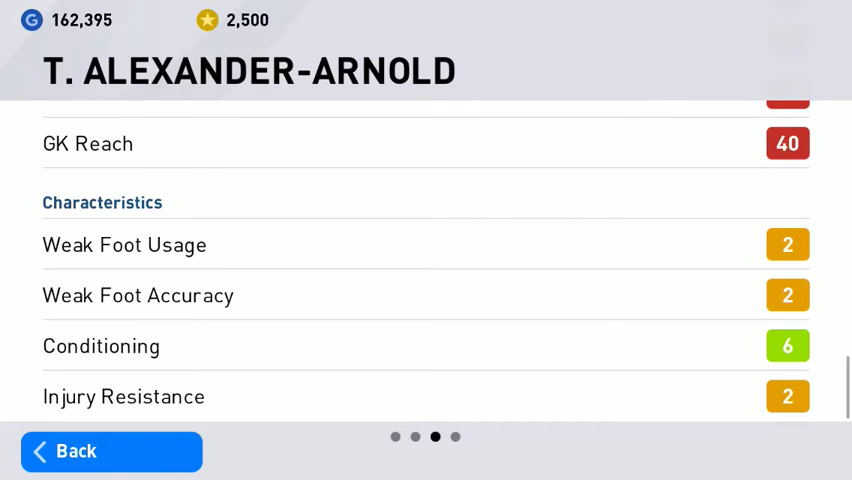 G 162,395 2,500
T. ALEXANDER-ARNOLD
GK Reach 40
Characteristics
Weak Foot Usage 2
Weak Foot Accuracy 2
Conditioning 6
Injury Resistance 2
Back